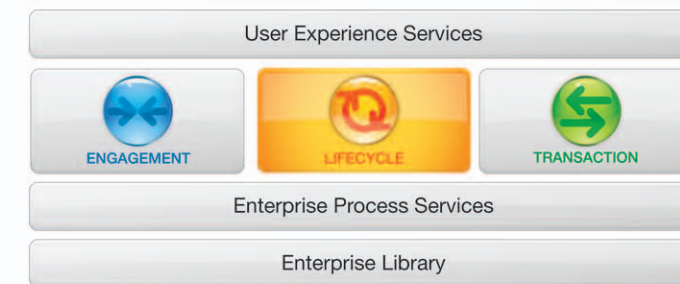 User Experience Services
ENGAGEMENT
LIFECYCLE
TRANSACTION
Enterprise Process Services
Enterprise Library